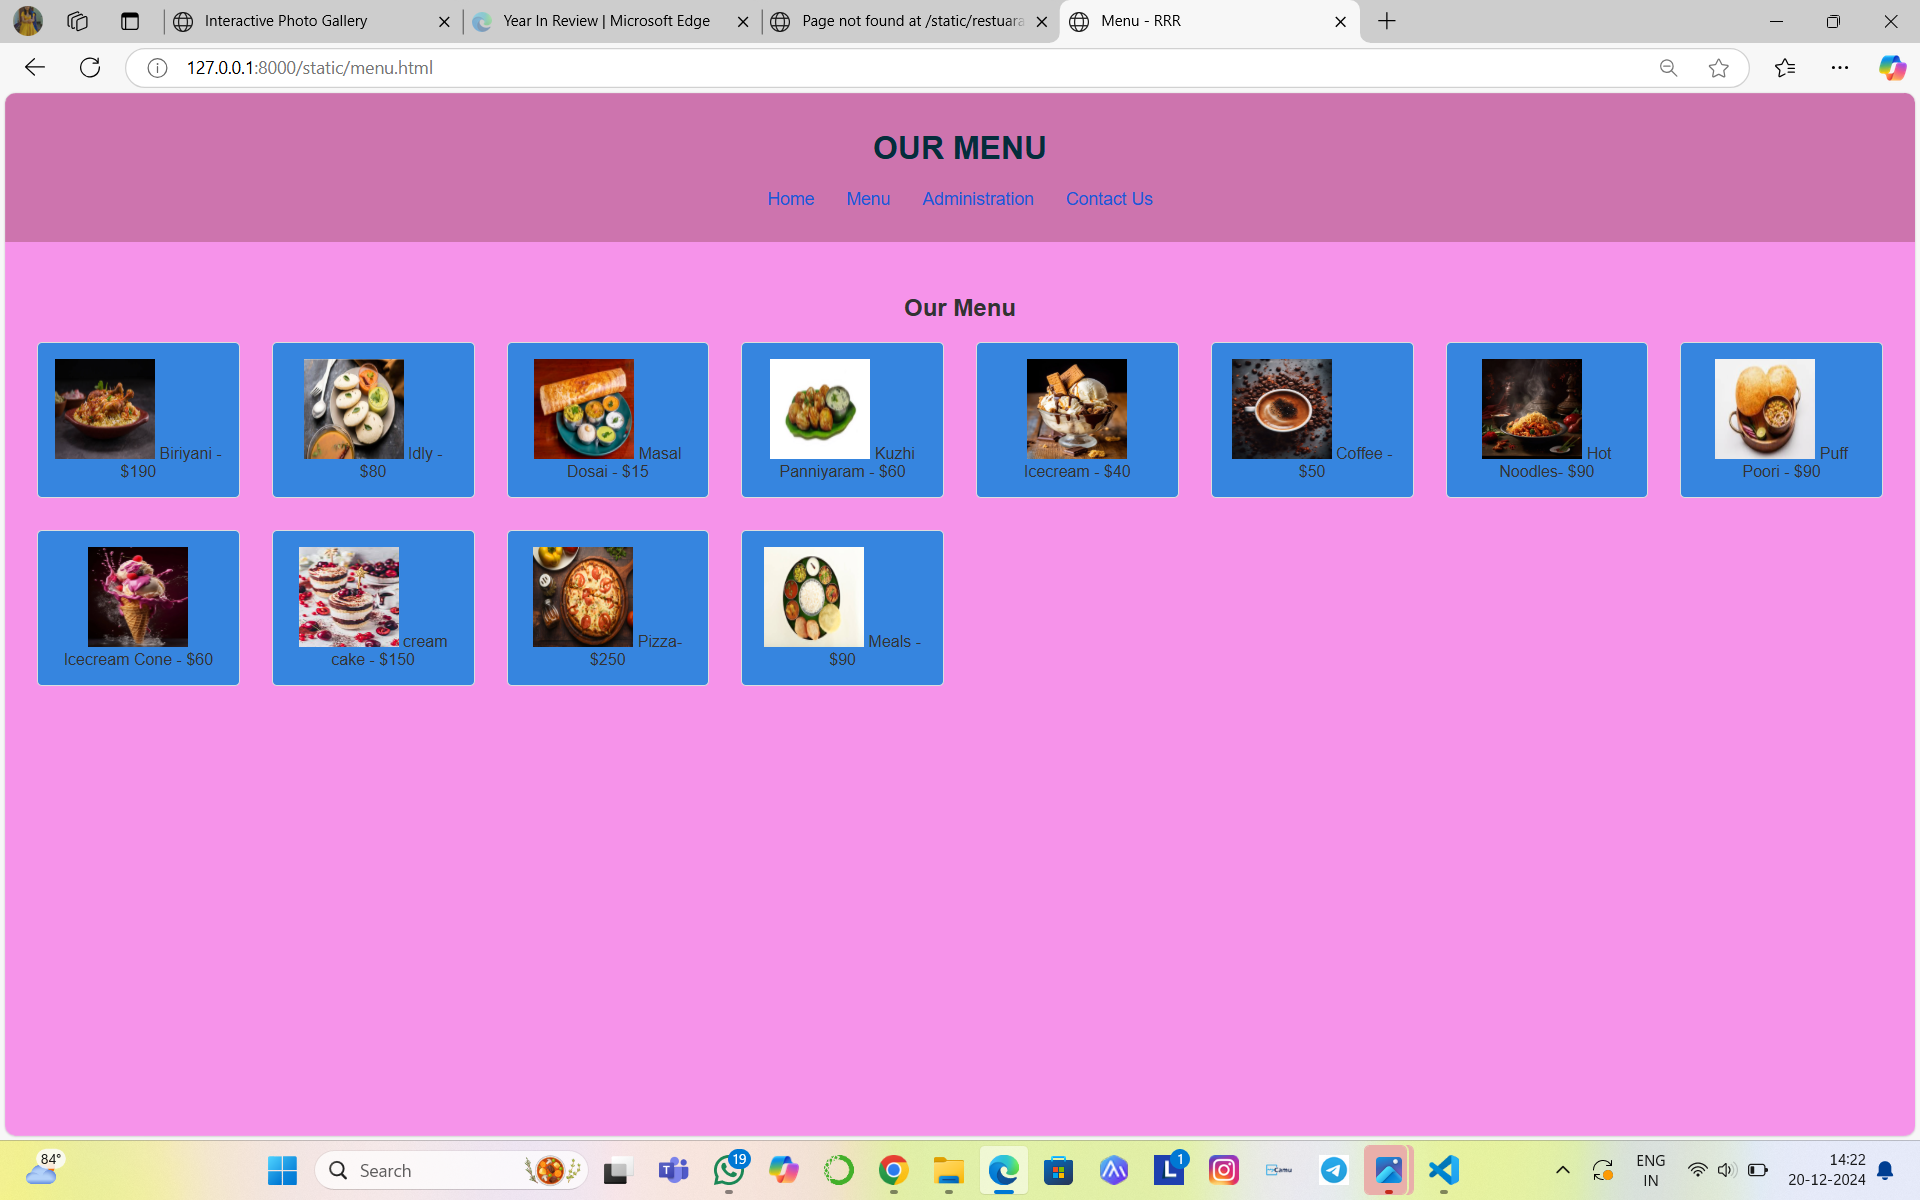 Interactive Photo Gallery
Year In Review | Microsoft Edge
Page not found at /static/restuara
Menu - RRR
127.0.0.1:8000/static/menu.html
OUR MENU
Home Menu Administration Contact Us
Our Menu
Biriyani -
$190
Idly -
$80
Masal
Dosai - $15
Kuzhi
Panniyaram - $60
Icecream - $40
Coffee -
$50
Hot
Noodles- $90
Puff
Poori - $90
Icecream Cone - $60
cream
cake - $150
Pizza-
$250
Meals -
$90
84°
Search
19
1
Camu
ENG
IN
14:22
20-12-2024